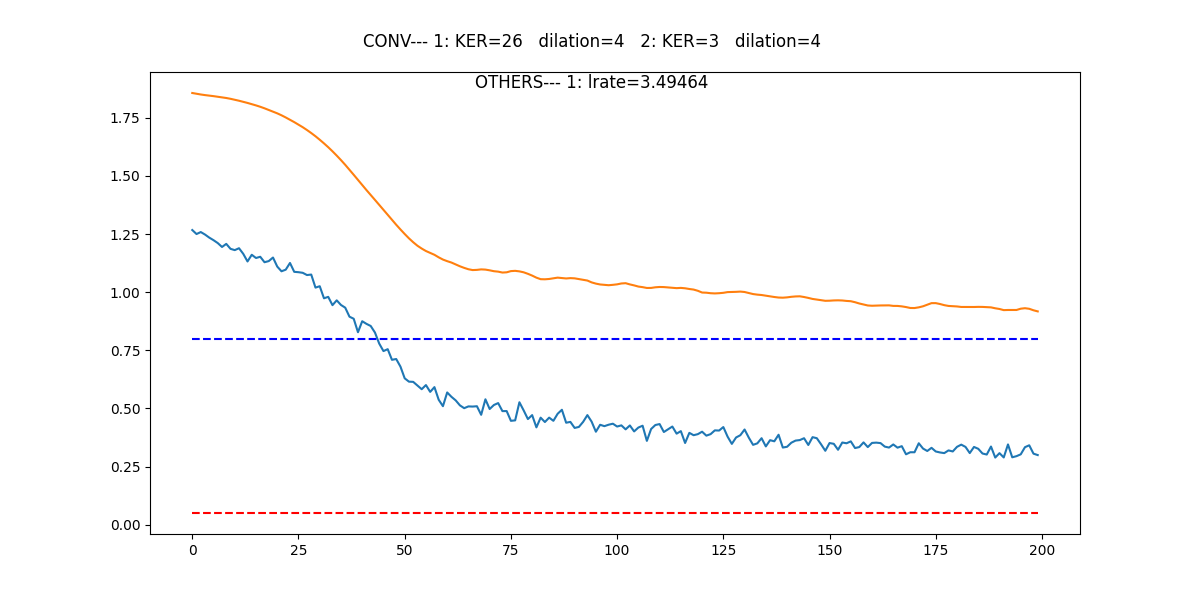 CONV--- 1: KER=26   dilation=4   2: KER=3   dilation=4
OTHERS--- 1: lrate=3.49464
1.75
1.50
1.25
1.00
0.75
0.50
0.25
0.00
0 25 50 75 100 125 150 175 200